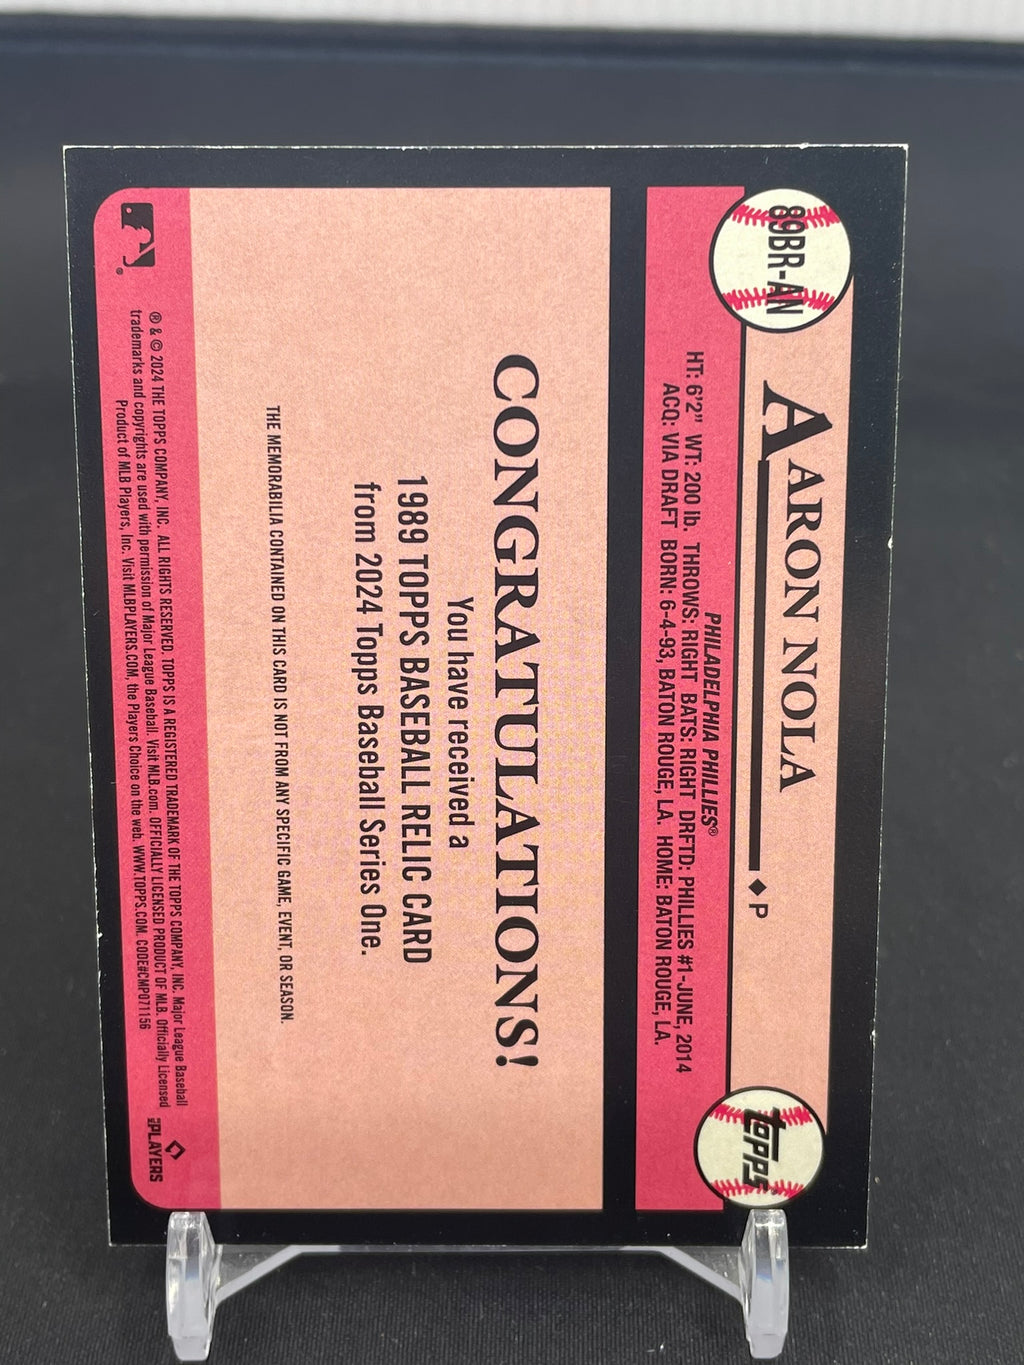 89BR-AN
AARON NOLA
◆ P
TOPPS
PHILADELPHIA PHILLIES®
HT: 6'2" WT: 200 lb. THROWS: RIGHT BATS: RIGHT DRFTD: PHILLIES #1-JUNE, 2014
ACQ: VIA DRAFT BORN: 6-4-93, BATON ROUGE, LA HOME: BATON ROUGE, LA.
CONGRATULATIONS!
You have received a
1989 TOPPS BASEBALL RELIC CARD
from 2024 Topps Baseball Series One.
THE MEMORABILIA CONTAINED ON THIS CARD IS NOT FROM ANY SPECIFIC GAME, EVENT, OR SEASON.
® & © 2024 THE TOPPS COMPANY, INC. ALL RIGHTS RESERVED. TOPPS IS A REGISTERED TRADEMARK OF THE TOPPS COMPANY, INC. Major League Baseball
trademarks and copyrights are used with permission of Major League Baseball. Visit MLB.com. OFFICIALLY LICENSED PRODUCT OF MLB. Officially Licensed
Product of MLB Players, Inc. Visit MLBPLAYERS.COM, the Players Choice on the web. WWW.TOPPS.COM. CODE#CMP071156
MLB PLAYERS